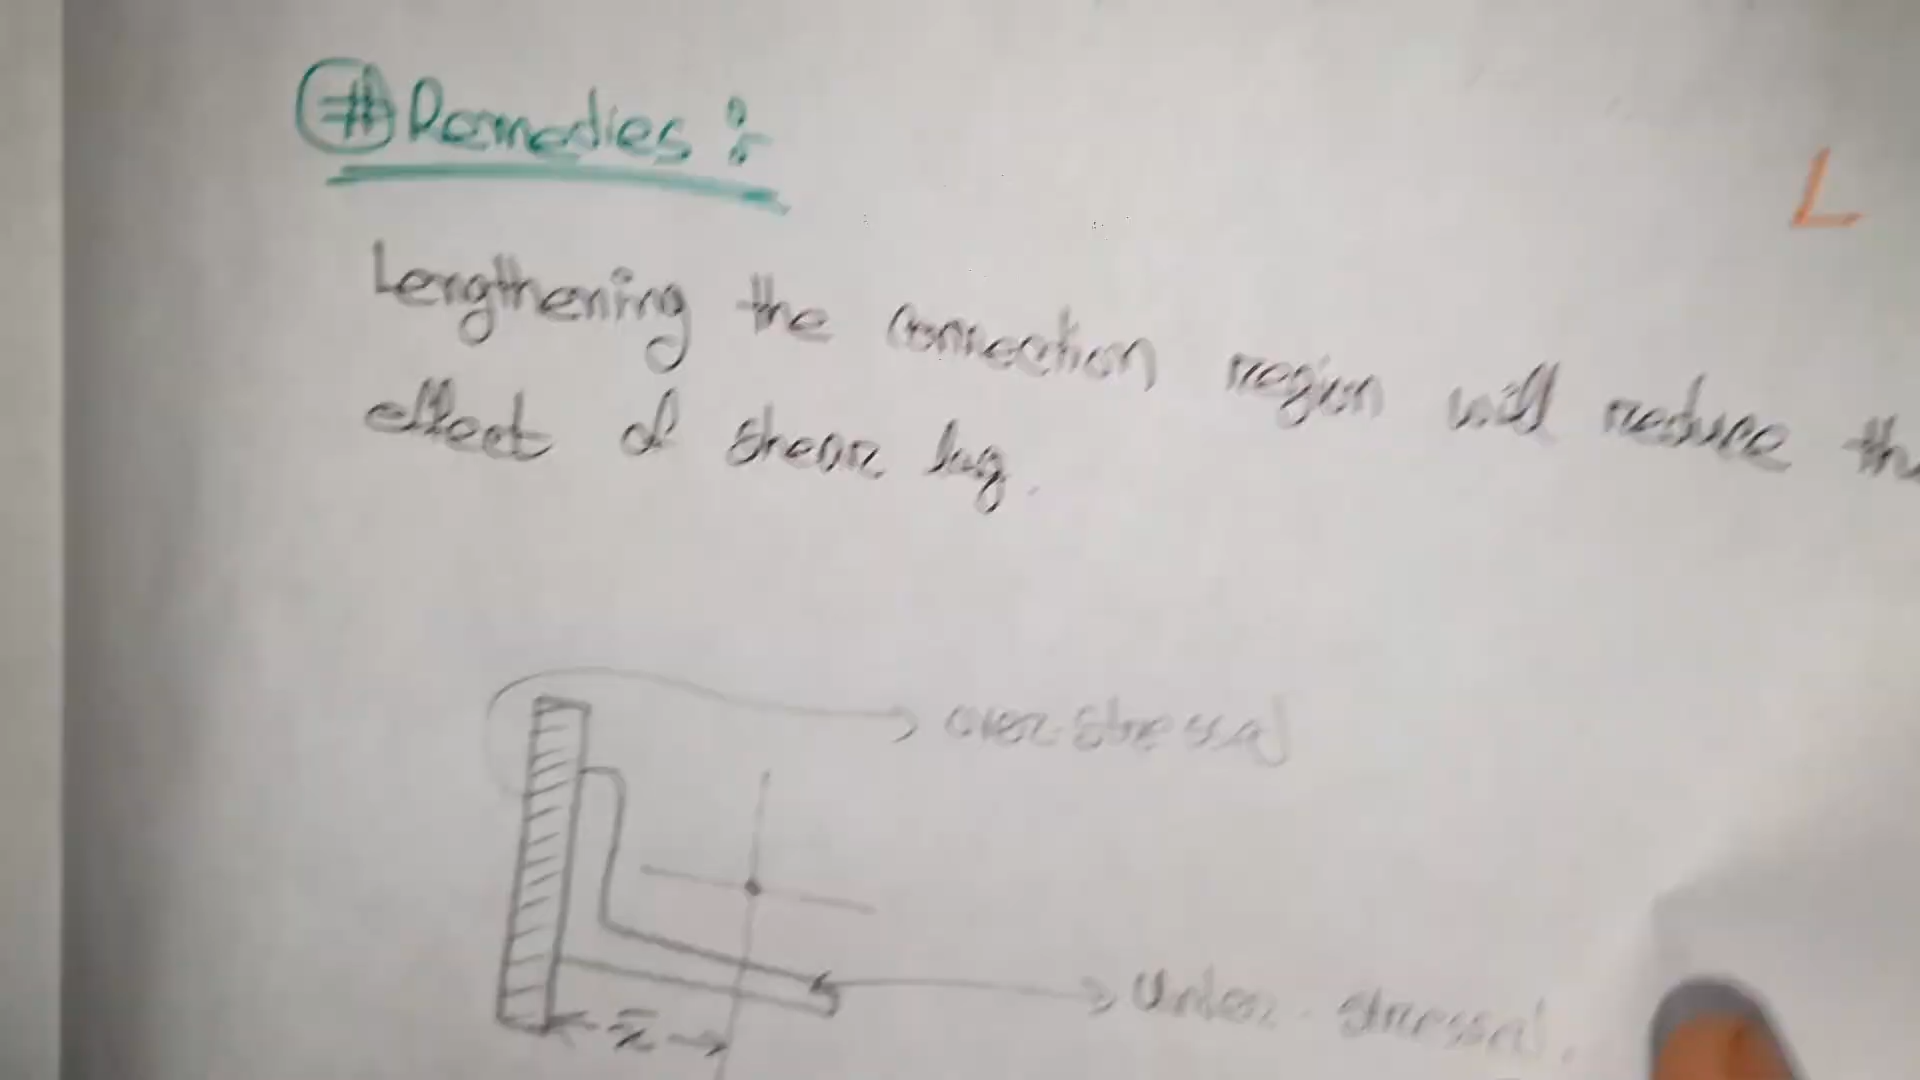 # Remedies :-
L
Lengthening the connection region will reduce the
effect of shear lag.
over-stressed
under-stressed.
x̄